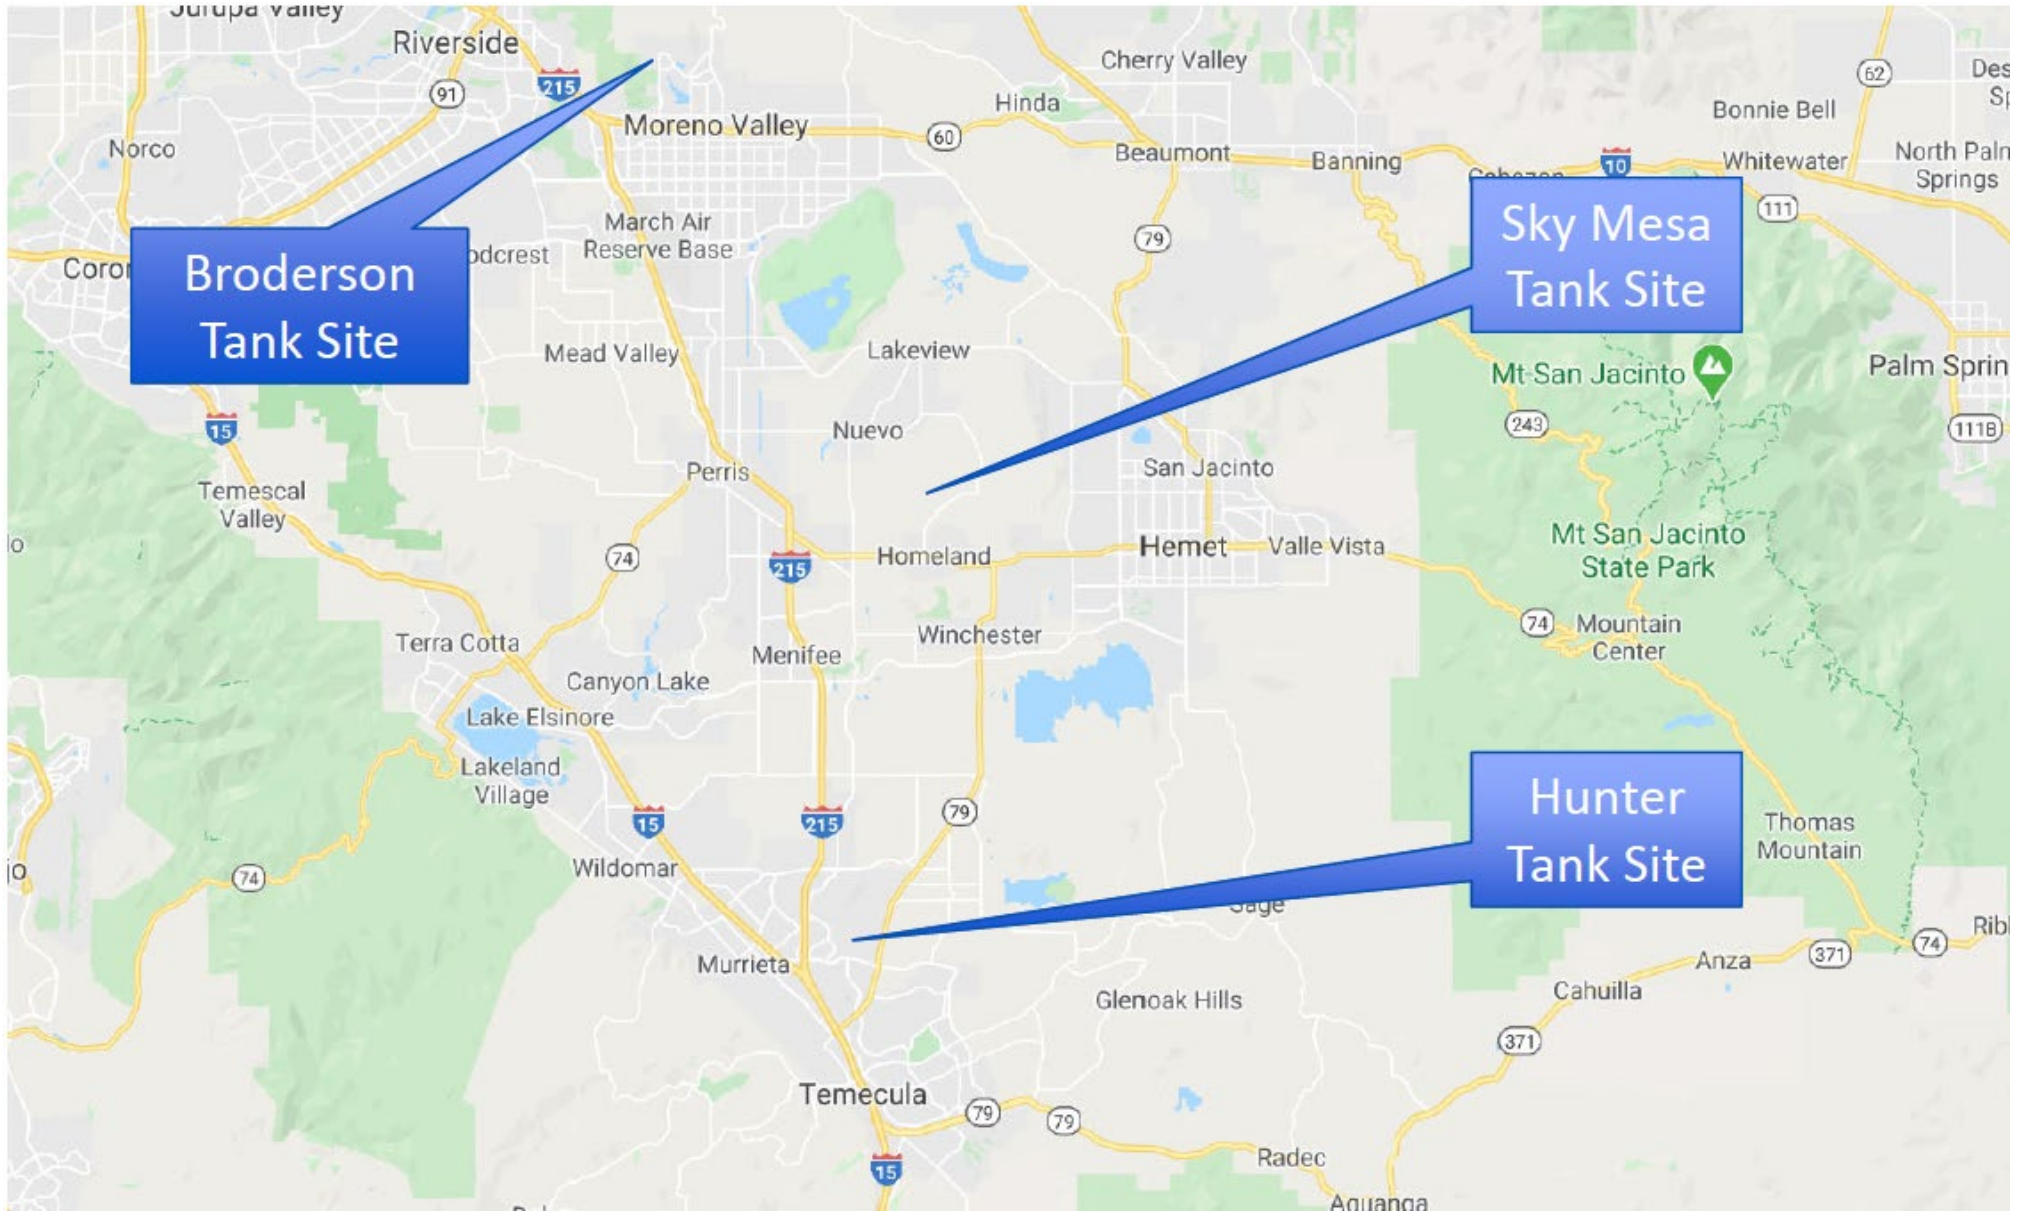 Jurupa Valley
Riverside
91
215
Moreno Valley
Norco
Cherry Valley
Hinda
60
Beaumont
Banning
10
Whitewater
62
Bonnie Bell
North Palm
Springs
111
Broderson
Tank Site
March Air
Reserve Base
79
Sky Mesa
Tank Site
Mead Valley
Lakeview
Mt San Jacinto
Palm Sprin
15
Nuevo
243
111B
Temescal
Valley
Perris
San Jacinto
74
215
Homeland
Hemet
Valle Vista
Mt San Jacinto
State Park
Terra Cotta
Canyon Lake
Menifee
Winchester
74
Mountain
Center
Lake Elsinore
Lakeland
Village
15
215
79
Hunter
Tank Site
Thomas
Mountain
74
Wildomar
Sage
Murrieta
Glenoak Hills
Anza
371
74
Cahuilla
371
Temecula
79
79
15
Radec
Aguanga